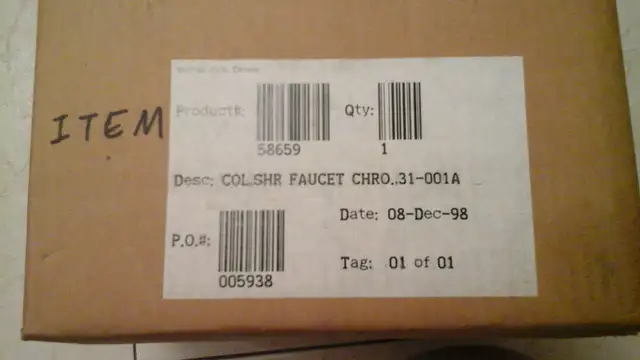 ITEM
Product#: Qty:
58659 1
Desc: COL.SHR FAUCET CHRO..31-001A
Date: 08-Dec-98
P.O.#:
005938
Tag: 01 of 01